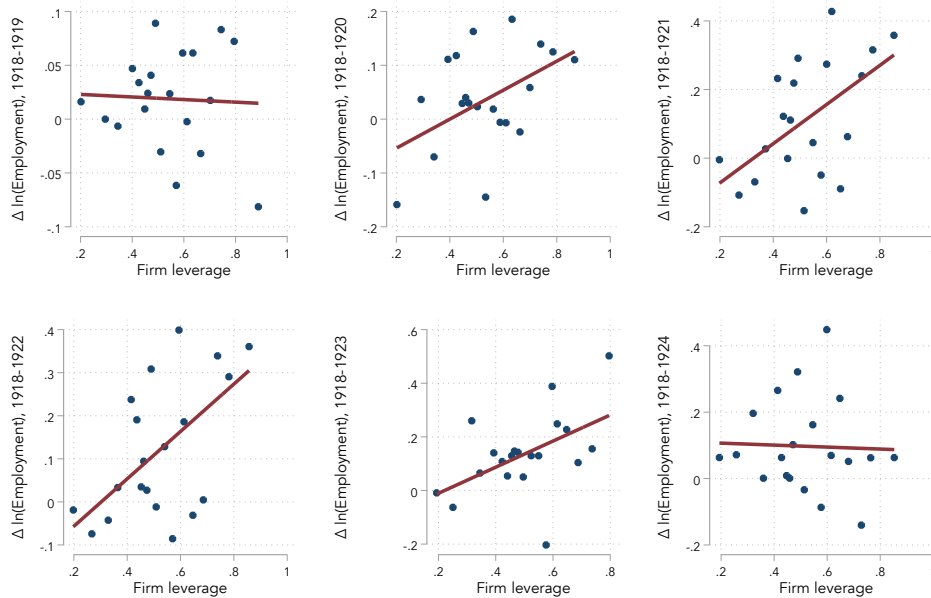 Δ ln(Employment), 1918-1919
.1
.05
0
-.05
-.1
.2 .4 .6 .8 1
Firm leverage
Δ ln(Employment), 1918-1920
.2
.1
0
-.1
-.2
.2 .4 .6 .8 1
Firm leverage
Δ ln(Employment), 1918-1921
.4
.2
0
-.2
.2 .4 .6 .8
Firm leverage
Δ ln(Employment), 1918-1922
.4
.3
.2
.1
0
-.1
.2 .4 .6 .8 1
Firm leverage
Δ ln(Employment), 1918-1923
.6
.4
.2
0
-.2
.2 .4 .6 .8
Firm leverage
Δ ln(Employment), 1918-1924
.4
.2
0
-.2
.2 .4 .6 .8
Firm leverage